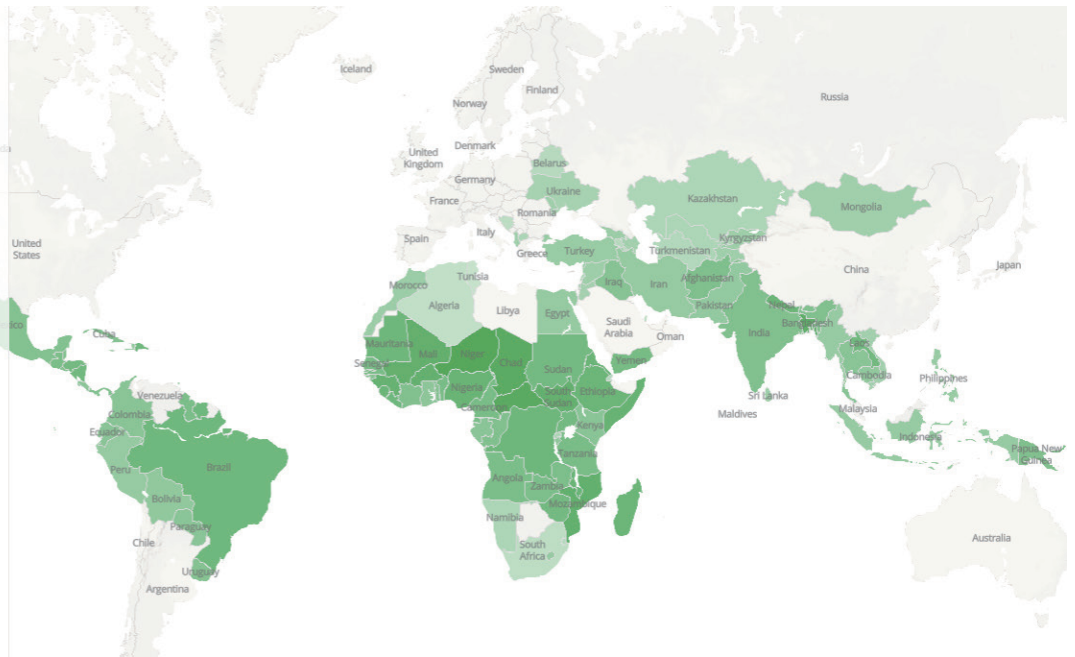 Iceland
Sweden
Finland
Norway
Russia
Denmark
United
Kingdom
Belarus
Germany
Ukraine
France
Kazakhstan
Mongolia
Romania
United
States
Spain
Italy
Greece
Turkey
Turkmenistan
Kyrgyzstan
China
Japan
Tunisia
Morocco
Algeria
Libya
Egypt
Iraq
Iran
Afghanistan
Pakistan
Nepal
Saudi
Arabia
Oman
India
Bangladesh
Cuba
Mauritania
Mali
Niger
Chad
Sudan
Yemen
Laos
Senegal
Cambodia
Philippines
Nigeria
South
Sudan
Ethiopia
Sri Lanka
Venezuela
Cameroon
Maldives
Malaysia
Colombia
Ecuador
Kenya
Indonesia
Papua New
Guinea
Peru
Brazil
Tanzania
Angola
Zambia
Bolivia
Mozambique
Namibia
Paraguay
Chile
South
Africa
Uruguay
Argentina
Australia